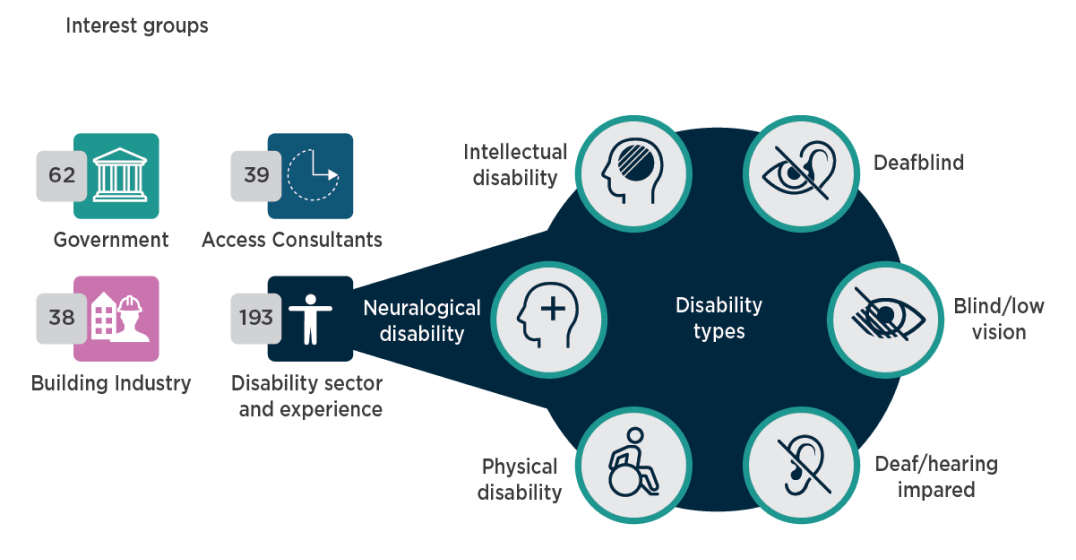 Interest groups
62
Government
39
Access Consultants
38
Building Industry
193
Disability sector
and experience
Intellectual
disability
Deafblind
Neuralogical
disability
Disability
types
Blind/low
vision
Physical
disability
Deaf/hearing
impared